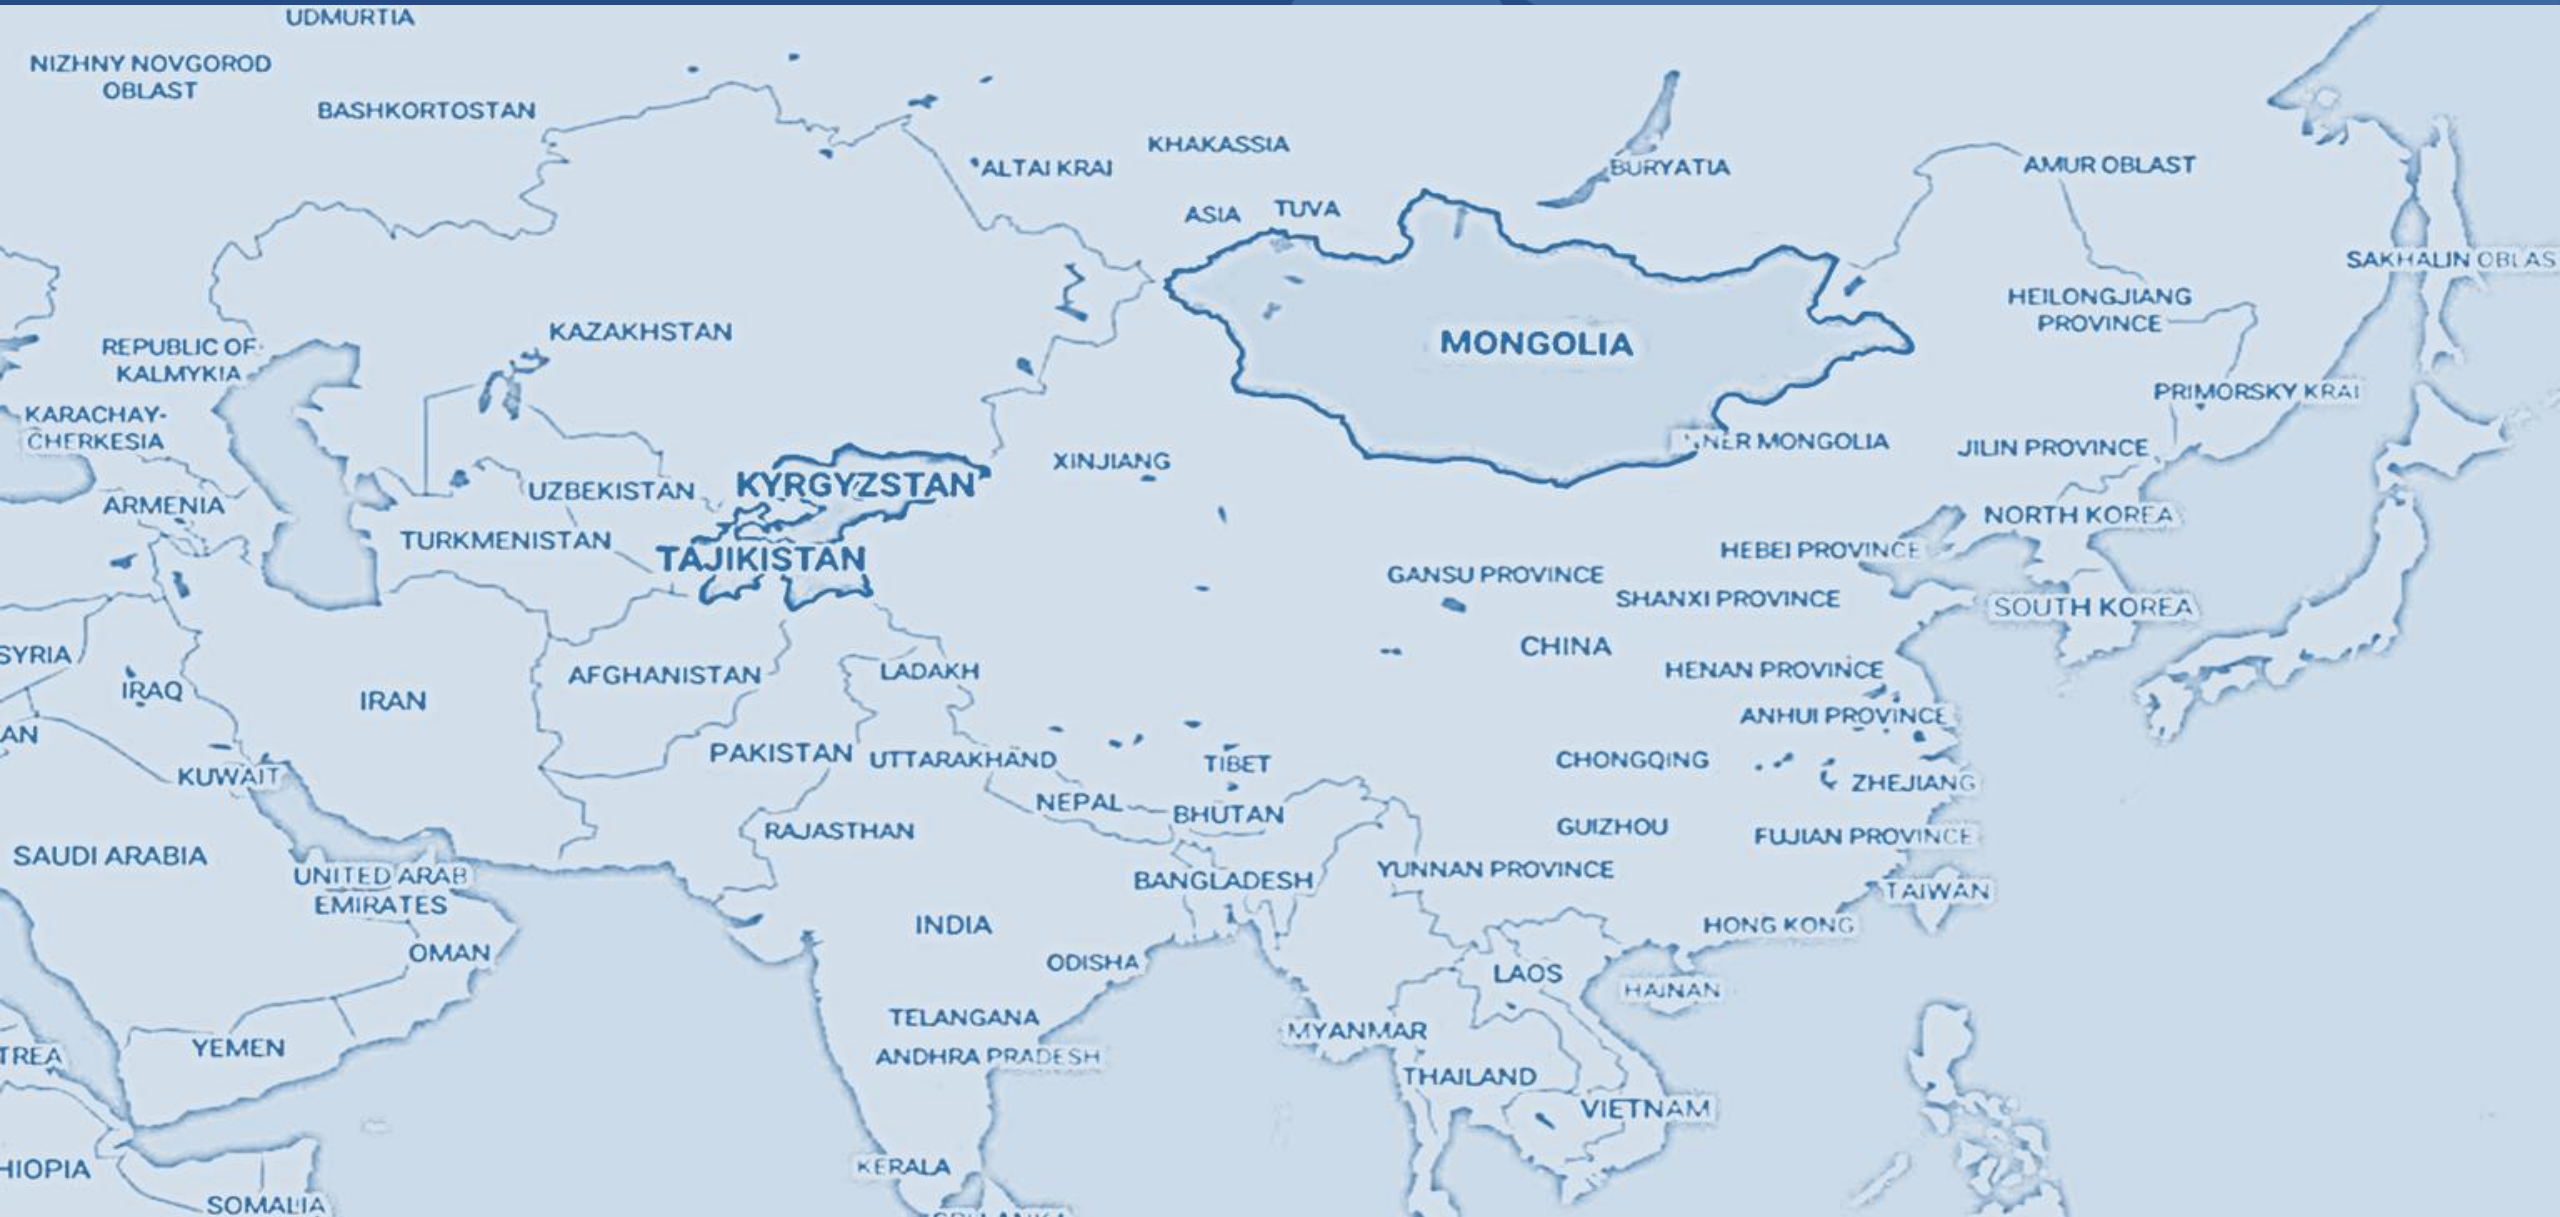 UDMURTIA
NIZHNY NOVGOROD
OBLAST
BASHKORTOSTAN
KHAKASSIA
ALTAI KRAI
BURYATIA
AMUR OBLAST
ASIA
TUVA
SAKHALIN OBLAS
HEILONGJIANG
PROVINCE
KAZAKHSTAN
MONGOLIA
REPUBLIC OF
KALMYKIA
PRIMORSKY KRAI
KARACHAY-
CHERKESIA
NER MONGOLIA
JILIN PROVINCE
XINJIANG
KYRGYZSTAN
UZBEKISTAN
ARMENIA
NORTH KOREA
TURKMENISTAN
HEBEI PROVINCE
TAJIKISTAN
GANSU PROVINCE
SHANXI PROVINCE
SOUTH KOREA
CHINA
SYRIA
HENAN PROVINCE
LADAKH
AFGHANISTAN
IRAQ
IRAN
ANHUI PROVINCE
AN
PAKISTAN
UTTARAKHAND
CHONGQING
TIBET
KUWAIT
ZHEJIANG
NEPAL
BHUTAN
GUIZHOU
RAJASTHAN
FUJIAN PROVINCE
SAUDI ARABIA
YUNNAN PROVINCE
UNITED ARAB
EMIRATES
BANGLADESH
TAIWAN
INDIA
HONG KONG
OMAN
ODISHA
LAOS
HAINAN
TELANGANA
MYANMAR
YEMEN
TREA
ANDHRA PRADESH
THAILAND
VIETNAM
KERALA
HIOPIA
SOMALIA